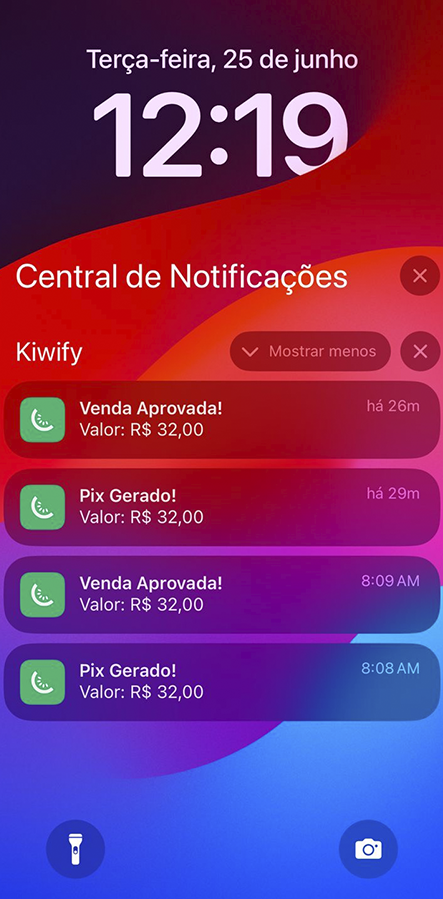 Terça-feira, 25 de junho
12:19
Central de Notificações
Kiwify
Mostrar menos
Venda Aprovada!
há 26m
Valor: R$ 32,00
Pix Gerado!
há 29m
Valor: R$ 32,00
Venda Aprovada!
8:09 AM
Valor: R$ 32,00
Pix Gerado!
8:08 AM
Valor: R$ 32,00